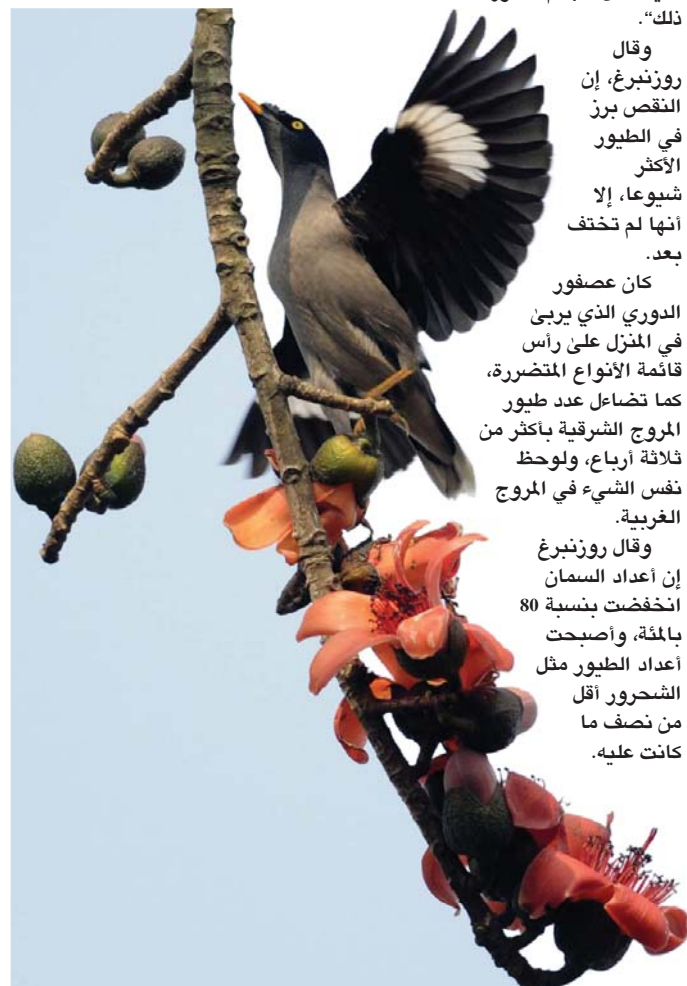 ذلك“.
وقال
روزنبرغ، إن
النقص برز
في الطيور
الأكثر
شيوعا، إلا
أنها لم تختف
بعد.
كان عصفور
الدوري الذي يربىٰ
في المنزل علىٰ رأس
قائمة الأنواع المتضررة،
كما تضاءل عدد طيور
المروج الشرقية بأكثر من
ثلاثة أرباع، ولوحظ
نفس الشيء في المروج
الغربية.
وقال روزنبرغ
إن أعداد السمان
انخفضت بنسبة 80
بالمئة، وأصبحت
أعداد الطيور مثل
الشحرور أقل
من نصف ما
كانت عليه.